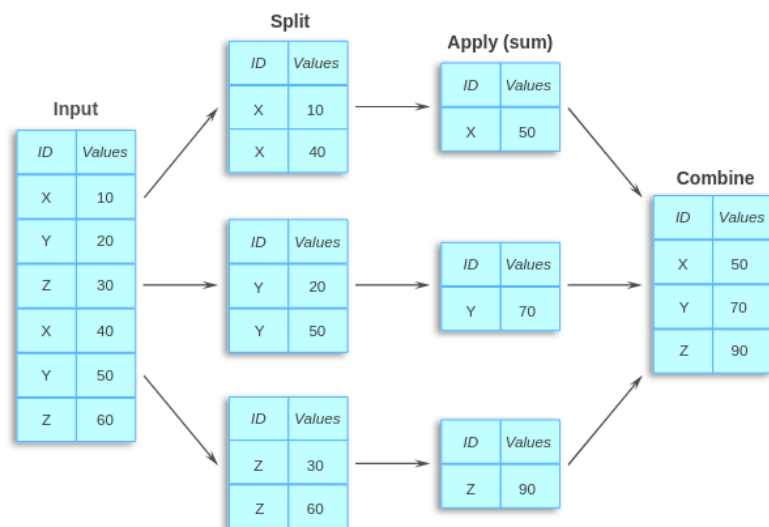 Input
ID Values
X 10
Y 20
Z 30
X 40
Y 50
Z 60
Split
ID Values
X 10
X 40
ID Values
Y 20
Y 50
ID Values
Z 30
Z 60
Apply (sum)
ID Values
X 50
ID Values
Y 70
ID Values
Z 90
Combine
ID Values
X 50
Y 70
Z 90